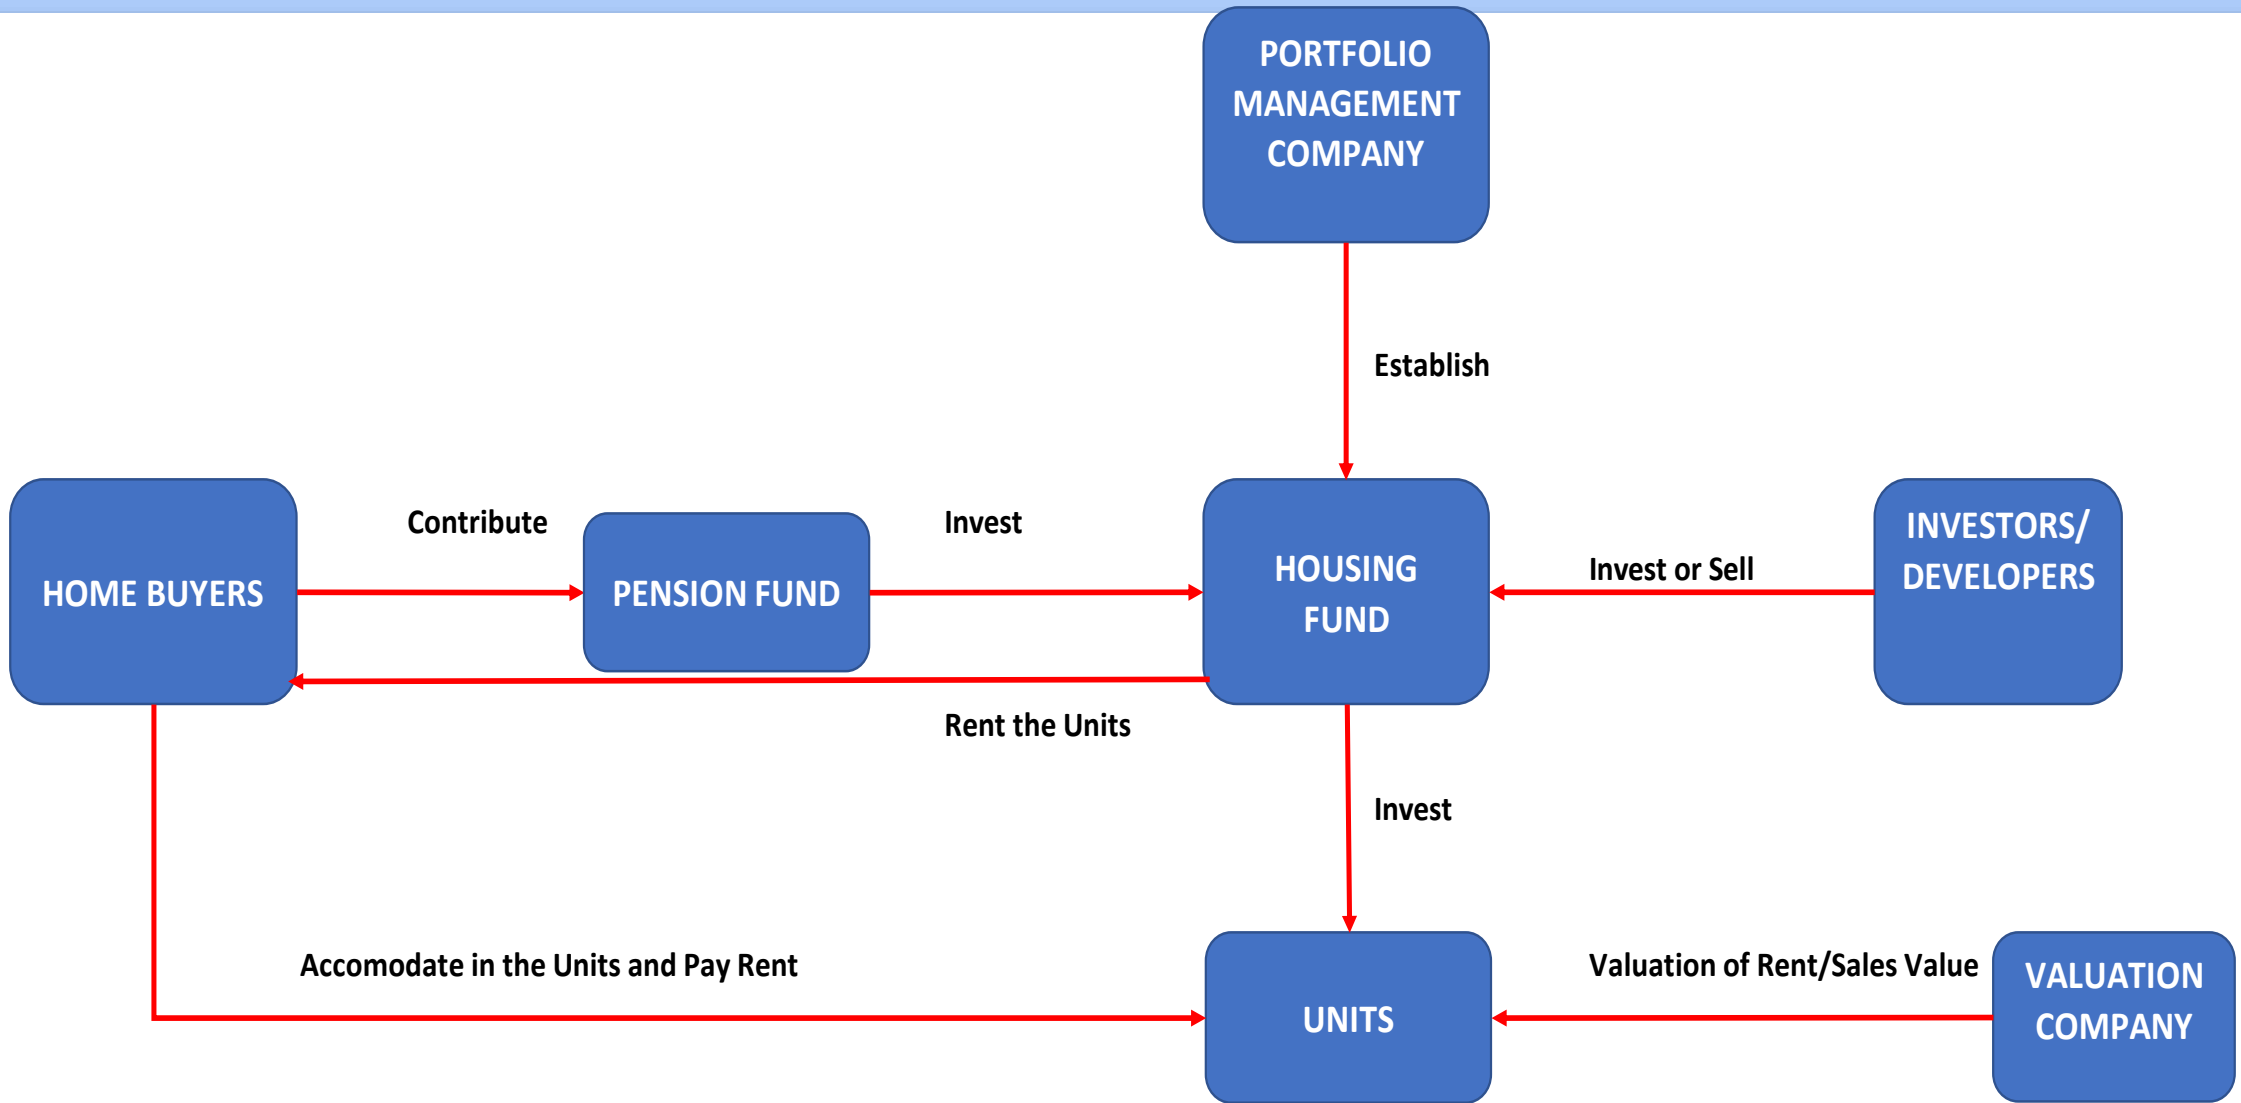 PORTFOLIO
MANAGEMENT
COMPANY
Establish
HOME BUYERS
Contribute
PENSION FUND
Invest
HOUSING
FUND
Invest or Sell
INVESTORS/
DEVELOPERS
Rent the Units
Invest
Accomodate in the Units and Pay Rent
UNITS
Valuation of Rent/Sales Value
VALUATION
COMPANY